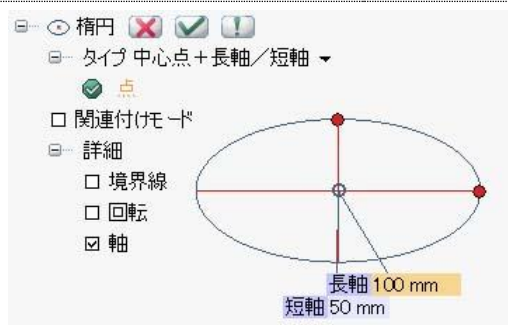 楕円
タイプ 中心点+長軸/短軸
点
関連付けモード
詳細
境界線
回転
軸
長軸 100 mm
短軸 50 mm